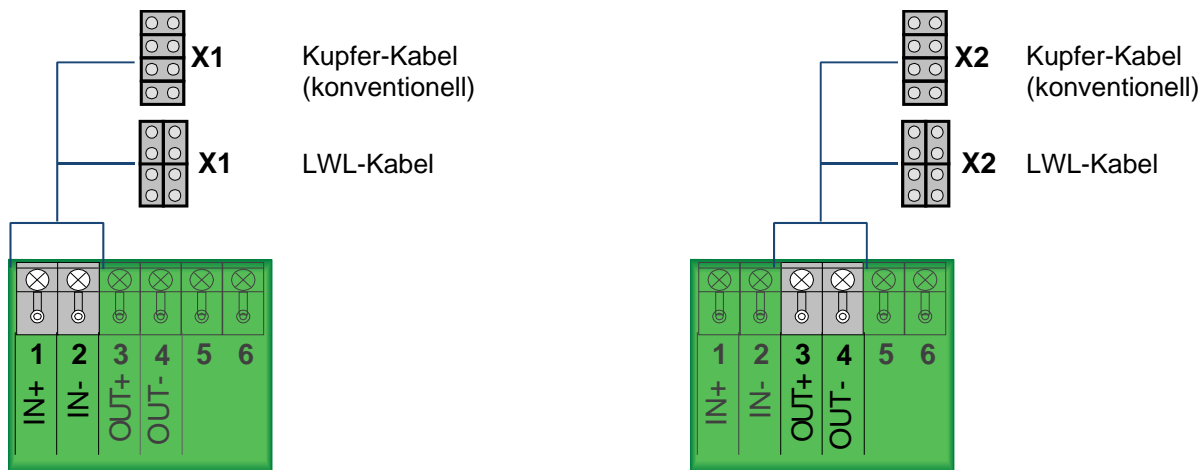 X1
Kupfer-Kabel
(konventionell)
X1
LWL-Kabel
1 2 3 4 5 6
IN+ IN- OUT+ OUT-
X2
Kupfer-Kabel
(konventionell)
X2
LWL-Kabel
1 2 3 4 5 6
IN+ IN- OUT+ OUT-